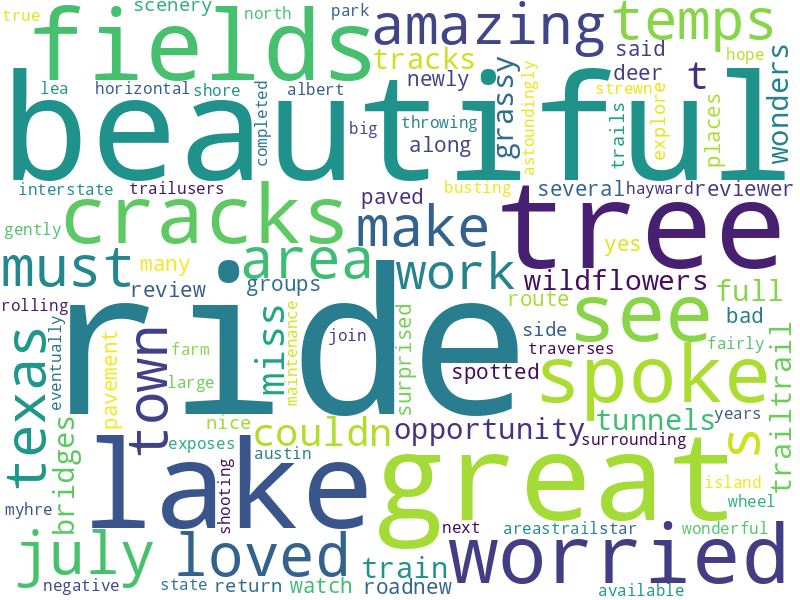 true
scenery
north
park
fields
amazing
temps
said
hope
tracks
newly
deer
t
wonders
lea
horizontal
shore
albert
completed
grassy
astoundingly
strewn
beautiful
big
throwing
along
trails
explore
places
interstate
trailusers
paved
busting
several
hayward
reviewer
gently
cracks
make
tree
yes
must
many
area
work
wildflowers
full
review
groups
route
rolling
ride
miss
maintenance
surprised
see
bad
side
texas
eventually
pavement
town
farm
join
traverses
fairly
large
spotted
spoke
trailtrail
bridges
nice
couldn
opportunity
tunnels
years
exposes
surrounding
s
lake
shooting
austin
great
island
wheel
myhre
next
areastrailstar
wonderful
july
loved
train
worried
negative
state
return
watch
roadnew
available